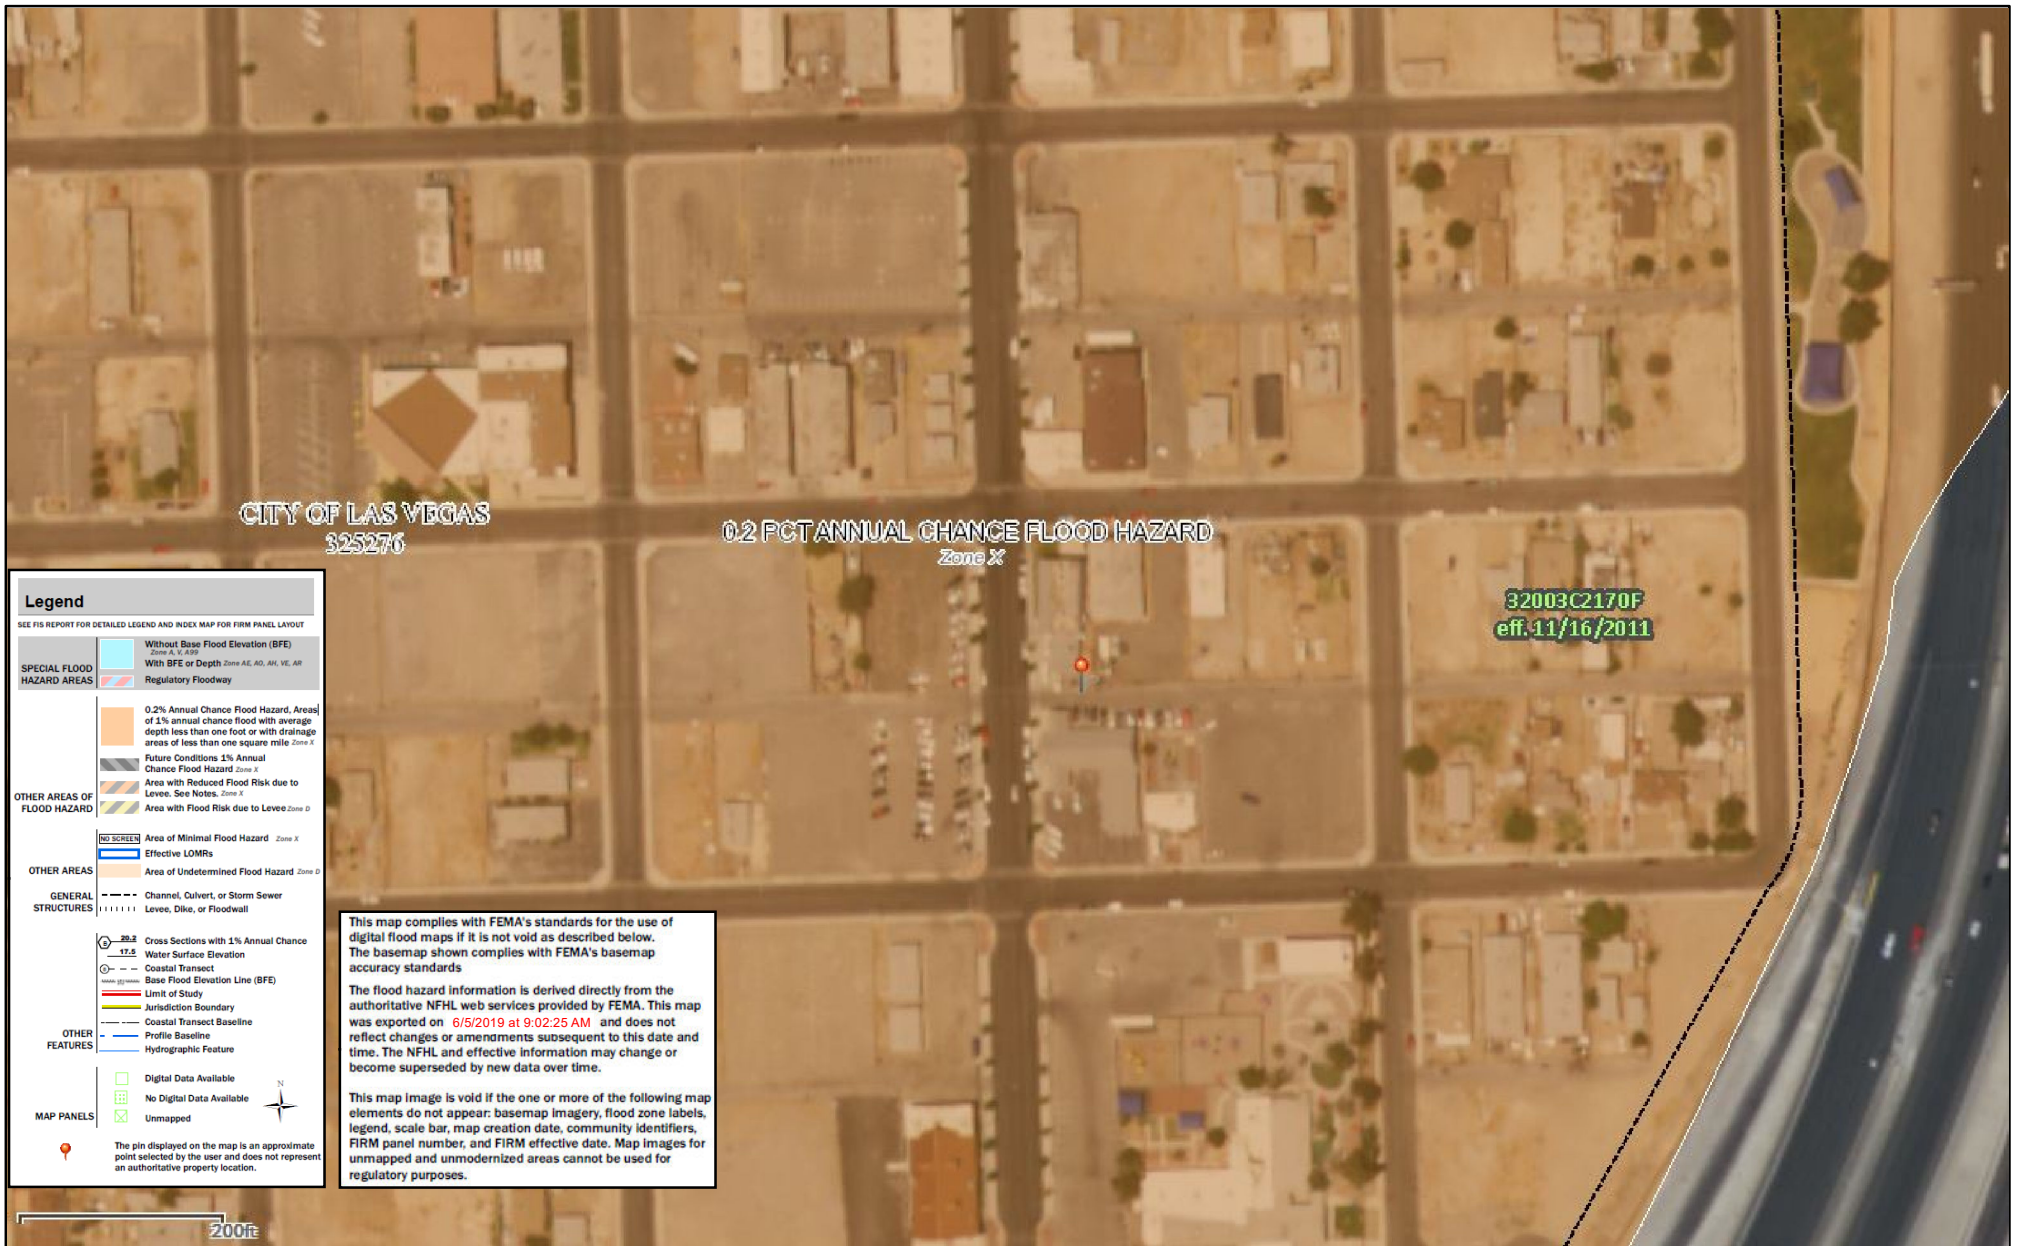 CITY OF LAS VEGAS
325276
0.2 PCT ANNUAL CHANCE FLOOD HAZARD
Zone X
32003C2170F
eff. 11/16/2011
Legend
SEE FIS REPORT FOR DETAILED LEGEND AND INDEX MAP FOR FIRM PANEL LAYOUT
SPECIAL FLOOD
HAZARD AREAS
Without Base Flood Elevation (BFE)
Zone A, V, A99
With BFE or Depth Zone AE, AO, AH, VE, AR
Regulatory Floodway
OTHER AREAS OF
FLOOD HAZARD
0.2% Annual Chance Flood Hazard, Areas
of 1% annual chance flood with average
depth less than one foot or with drainage
areas of less than one square mile Zone X
Future Conditions 1% Annual
Chance Flood Hazard Zone X
Area with Reduced Flood Risk due to
Levee. See Notes. Zone X
Area with Flood Risk due to Levee Zone D
OTHER AREAS
NO SCREEN Area of Minimal Flood Hazard Zone X
Effective LOMRs
Area of Undetermined Flood Hazard Zone D
GENERAL
STRUCTURES
Channel, Culvert, or Storm Sewer
Levee, Dike, or Floodwall
OTHER
FEATURES
B 20.2 Cross Sections with 1% Annual Chance
17.5 Water Surface Elevation
Coastal Transect
Base Flood Elevation Line (BFE)
Limit of Study
Jurisdiction Boundary
Coastal Transect Baseline
Profile Baseline
Hydrographic Feature
MAP PANELS
Digital Data Available
No Digital Data Available
Unmapped
N
The pin displayed on the map is an approximate
point selected by the user and does not represent
an authoritative property location.
This map complies with FEMA's standards for the use of
digital flood maps if it is not void as described below.
The basemap shown complies with FEMA's basemap
accuracy standards
The flood hazard information is derived directly from the
authoritative NFHL web services provided by FEMA. This map
was exported on 6/5/2019 at 9:02:25 AM and does not
reflect changes or amendments subsequent to this date and
time. The NFHL and effective information may change or
become superseded by new data over time.
This map image is void if the one or more of the following map
elements do not appear: basemap imagery, flood zone labels,
legend, scale bar, map creation date, community identifiers,
FIRM panel number, and FIRM effective date. Map images for
unmapped and unmodernized areas cannot be used for
regulatory purposes.
200ft